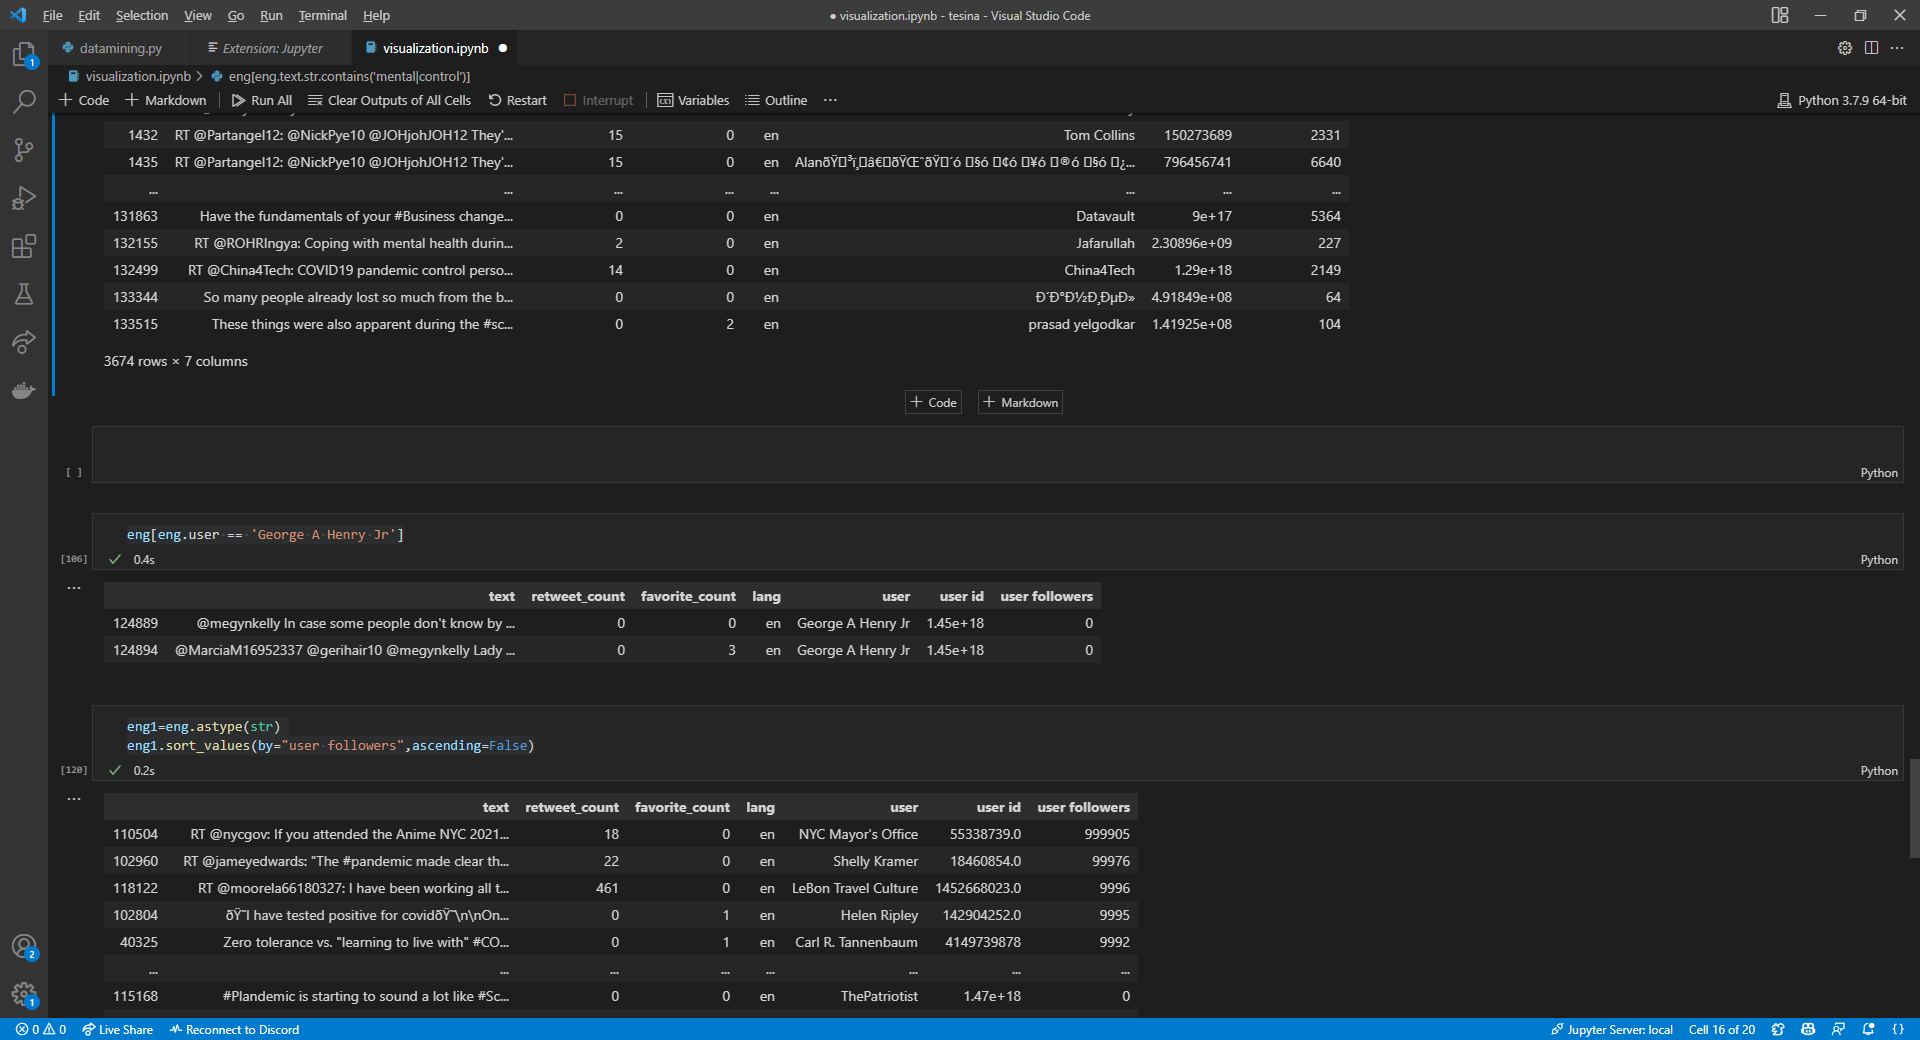 File Edit Selection View Go Run Terminal Help
● visualization.ipynb - tesina - Visual Studio Code
datamining.py
Extension: Jupyter
visualization.ipynb ●
visualization.ipynb > eng[eng.text.str.contains('mental|control')]
+ Code + Markdown Run All Clear Outputs of All Cells Restart Interrupt Variables Outline ...
Python 3.7.9 64-bit
1432 RT @Partangel12: @NickPye10 @JOHjohJOH12 They'... 15 0 en Tom Collins 150273689 2331
1435 RT @Partangel12: @NickPye10 @JOHjohJOH12 They'... 15 0 en 796456741 6640
... ... ... ... ... ... ... ...
131863 Have the fundamentals of your #Business change... 0 0 en Datavault 9e+17 5364
132155 RT @ROHRIngya: Coping with mental health durin... 2 0 en Jafarullah 2.30896e+09 227
132499 RT @China4Tech: COVID19 pandemic control perso... 14 0 en China4Tech 1.29e+18 2149
133344 So many people already lost so much from the b... 0 0 en Ð´Ð°Ð½Ð¸ÐµÐ» 4.91849e+08 64
133515 These things were also apparent during the #sc... 0 2 en prasad yelgodkar 1.41925e+08 104
3674 rows × 7 columns
+ Code + Markdown
[ ]
Python
eng[eng.user == 'George A Henry Jr']
[106] ✓ 0.4s
Python
...
text retweet_count favorite_count lang user user id user followers
124889 @megynkelly In case some people don't know by ... 0 0 en George A Henry Jr 1.45e+18 0
124894 @MarciaM16952337 @gerihair10 @megynkelly Lady ... 0 3 en George A Henry Jr 1.45e+18 0
eng1=eng.astype(str)
eng1.sort_values(by="user followers",ascending=False)
[120] ✓ 0.2s
Python
...
text retweet_count favorite_count lang user user id user followers
110504 RT @nycgov: If you attended the Anime NYC 2021... 18 0 en NYC Mayor's Office 55338739.0 999905
102960 RT @jameyedwards: "The #pandemic made clear th... 22 0 en Shelly Kramer 18460854.0 99976
118122 RT @moorela66180327: I have been working all t... 461 0 en LeBon Travel Culture 1452668023.0 9996
102804 ðŸ˜I have tested positive for covidðŸ˜\n\nOn... 0 1 en Helen Ripley 142904252.0 9995
40325 Zero tolerance vs. "learning to live with" #CO... 0 1 en Carl R. Tannenbaum 4149739878 9992
... ... ... ... ... ... ... ...
115168 #Plandemic is starting to sound a lot like #Sc... 0 0 en ThePatriotist 1.47e+18 0
0 0 Live Share Reconnect to Discord
Jupyter Server: local Cell 16 of 20
1
2
1